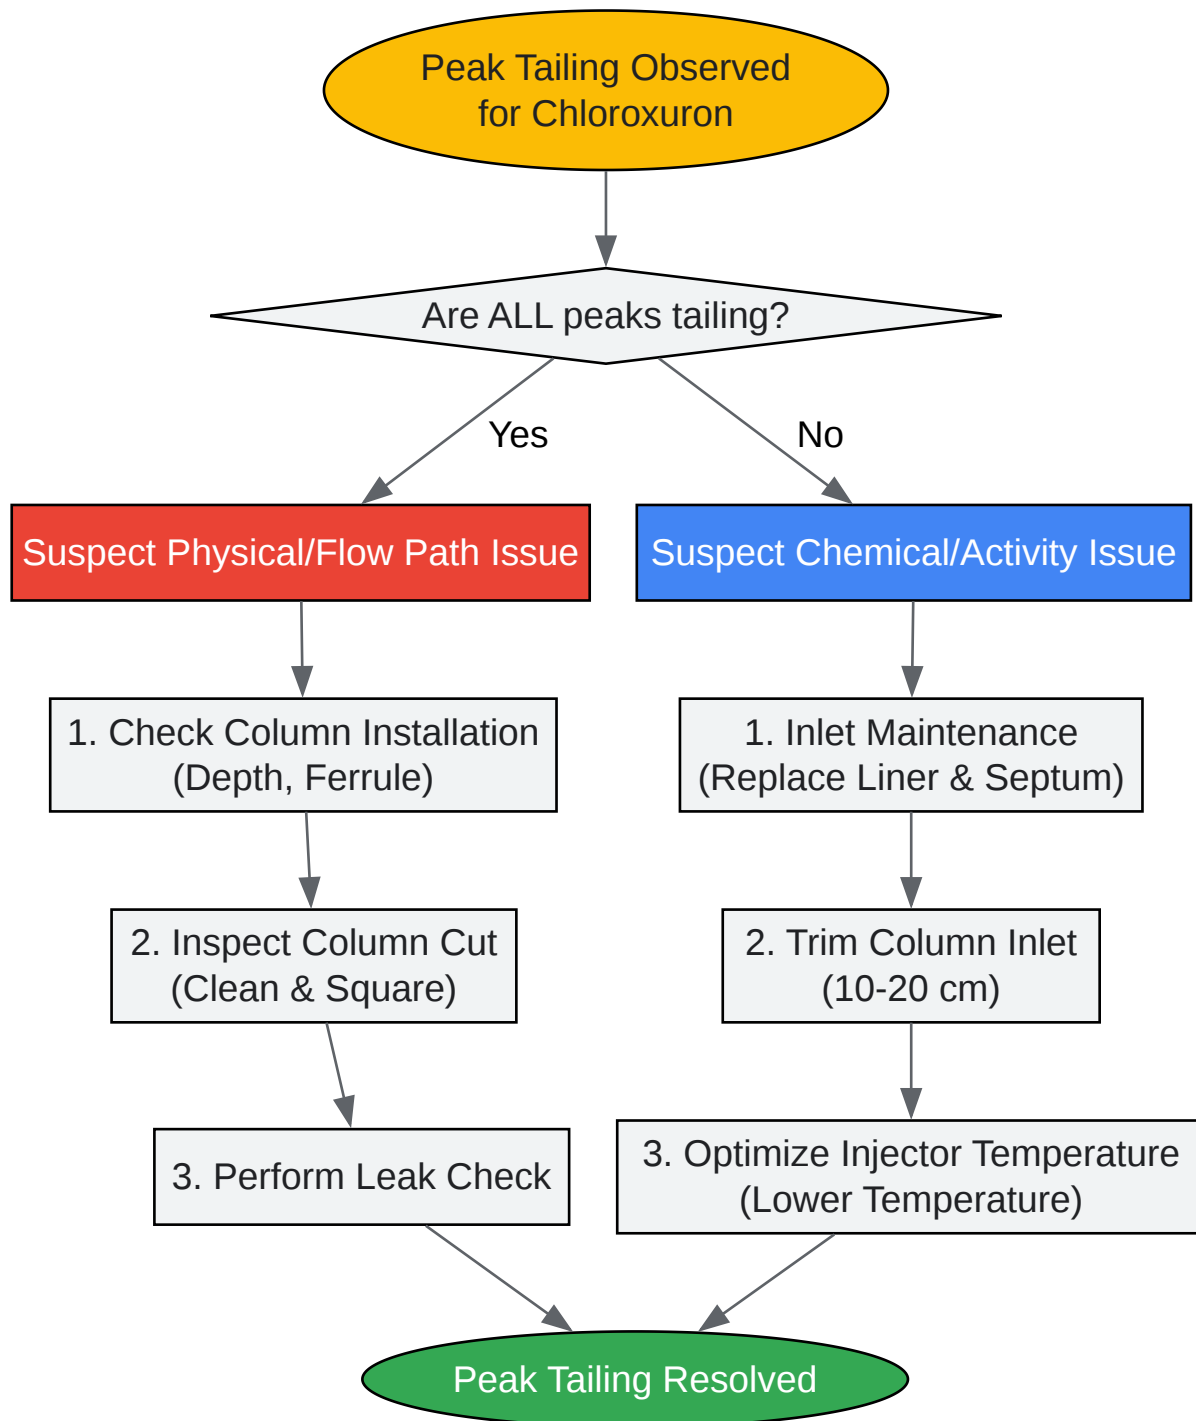 Peak Tailing Observed
for Chloroxuron
Are ALL peaks tailing?
Yes
No
Suspect Physical/Flow Path Issue
Suspect Chemical/Activity Issue
1. Check Column Installation
(Depth, Ferrule)
1. Inlet Maintenance
(Replace Liner & Septum)
2. Inspect Column Cut
(Clean & Square)
2. Trim Column Inlet
(10-20 cm)
3. Perform Leak Check
3. Optimize Injector Temperature
(Lower Temperature)
Peak Tailing Resolved